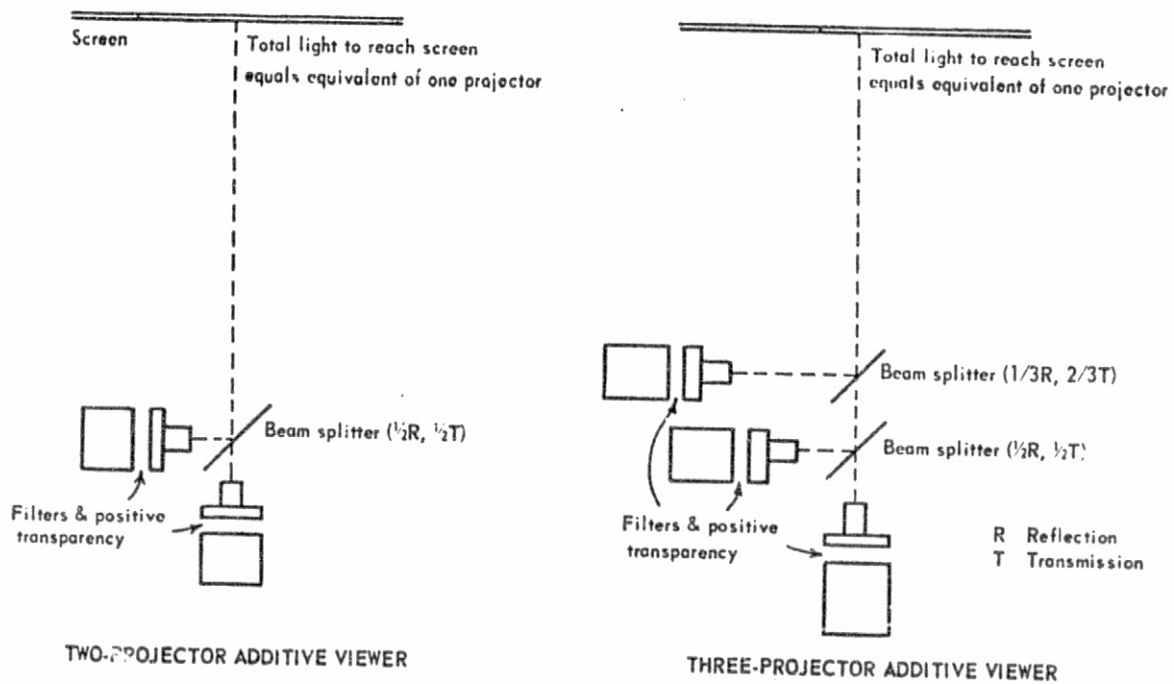 Screen
Total light to reach screen
equals equivalent of one projector
Beam splitter (½R, ½T)
Filters & positive
transparency
TWO-PROJECTOR ADDITIVE VIEWER
Total light to reach screen
equals equivalent of one projector
Beam splitter (1/3R, 2/3T)
Beam splitter (½R, ½T)
Filters & positive
transparency
R Reflection
T Transmission
THREE-PROJECTOR ADDITIVE VIEWER